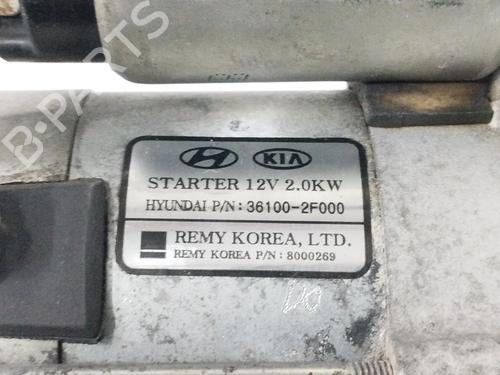 B-PARTS
KIA
STARTER 12V 2.0KW
HYUNDAI P/N: 36100-2F000
REMY KOREA, LTD.
REMY KOREA P/N : 8000269